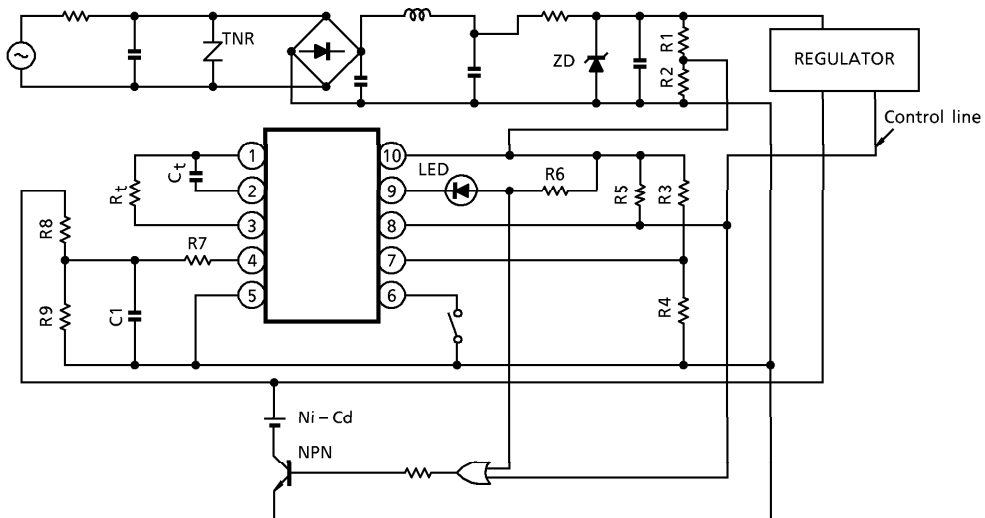 TNR
ZD
R1
R2
REGULATOR
Control line
1
Ct
2
Rt
3
R8
R7
4
R9
C1
5
10
LED
9
R6
R5
R3
8
7
6
R4
Ni – Cd
NPN